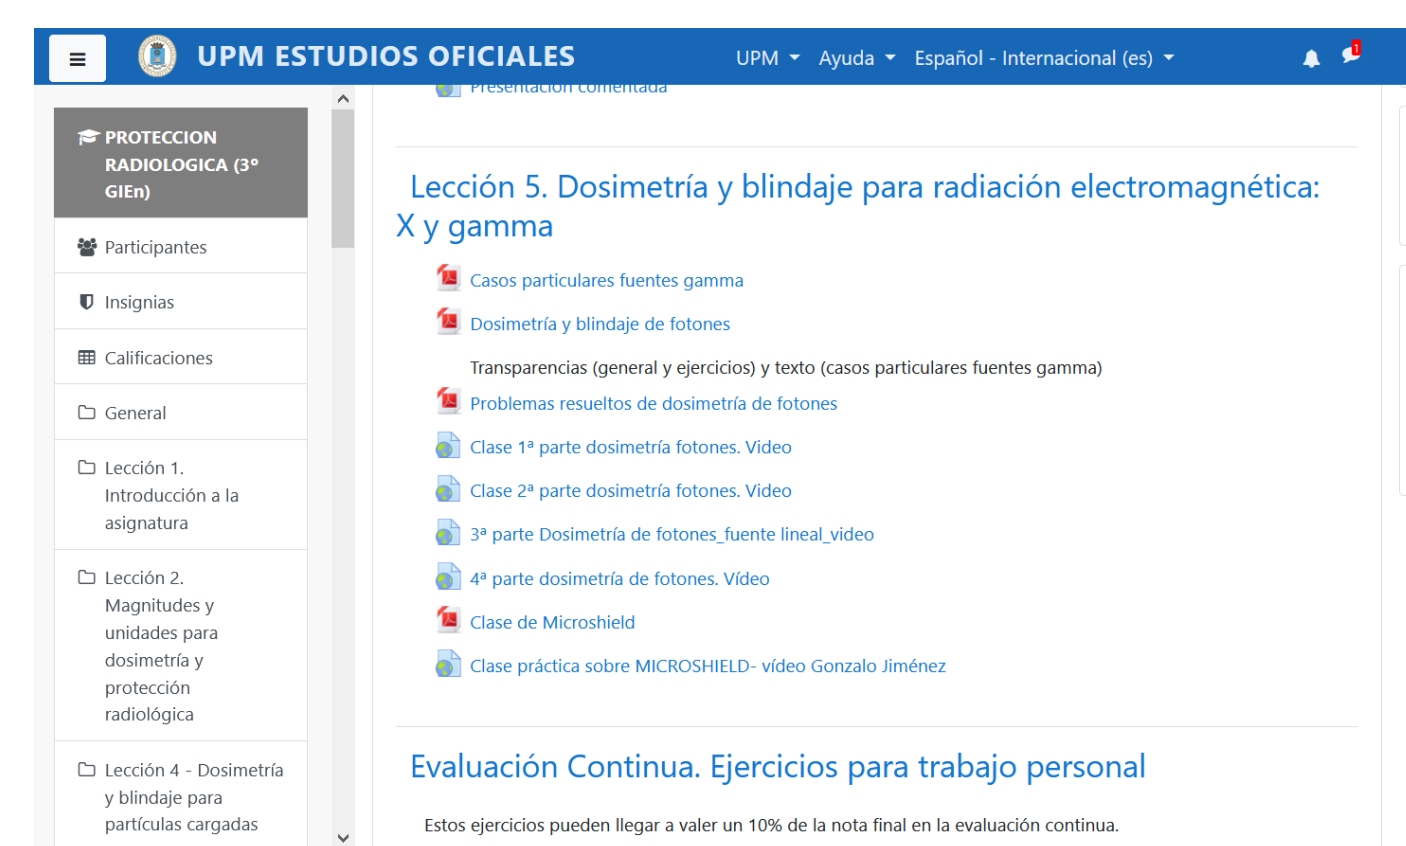 UPM ESTUDIOS OFICIALES
UPM
Ayuda
Español - Internacional (es)
1
PROTECCION
RADIOLOGICA (3º
GIEn)
Participantes
Insignias
Calificaciones
General
Lección 1.
Introducción a la
asignatura
Lección 2.
Magnitudes y
unidades para
dosimetría y
protección
radiológica
Lección 4 - Dosimetría
y blindaje para
partículas cargadas
Presentación comentada
Lección 5. Dosimetría y blindaje para radiación electromagnética:
X y gamma
Casos particulares fuentes gamma
Dosimetría y blindaje de fotones
Transparencias (general y ejercicios) y texto (casos particulares fuentes gamma)
Problemas resueltos de dosimetría de fotones
Clase 1ª parte dosimetría fotones. Video
Clase 2ª parte dosimetría fotones. Video
3ª parte Dosimetría de fotones_fuente lineal_video
4ª parte dosimetría de fotones. Vídeo
Clase de Microshield
Clase práctica sobre MICROSHIELD- vídeo Gonzalo Jiménez
Evaluación Continua. Ejercicios para trabajo personal
Estos ejercicios pueden llegar a valer un 10% de la nota final en la evaluación continua.